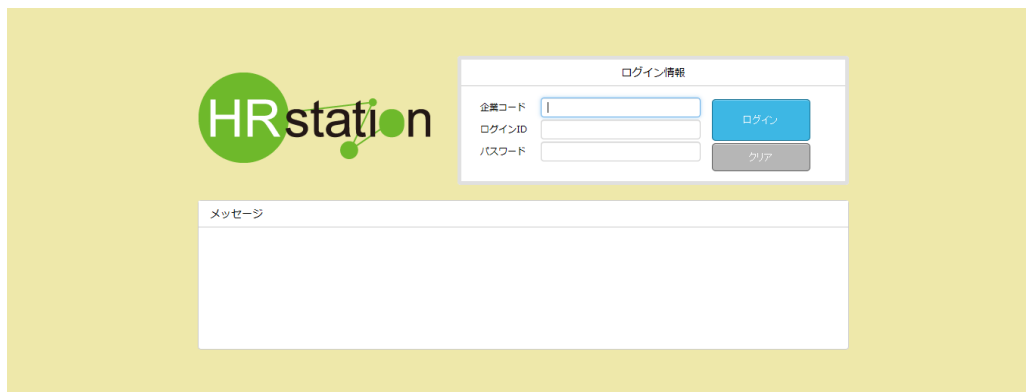 HRstation
ログイン情報
企業コード
ログインID
パスワード
ログイン
クリア
メッセージ